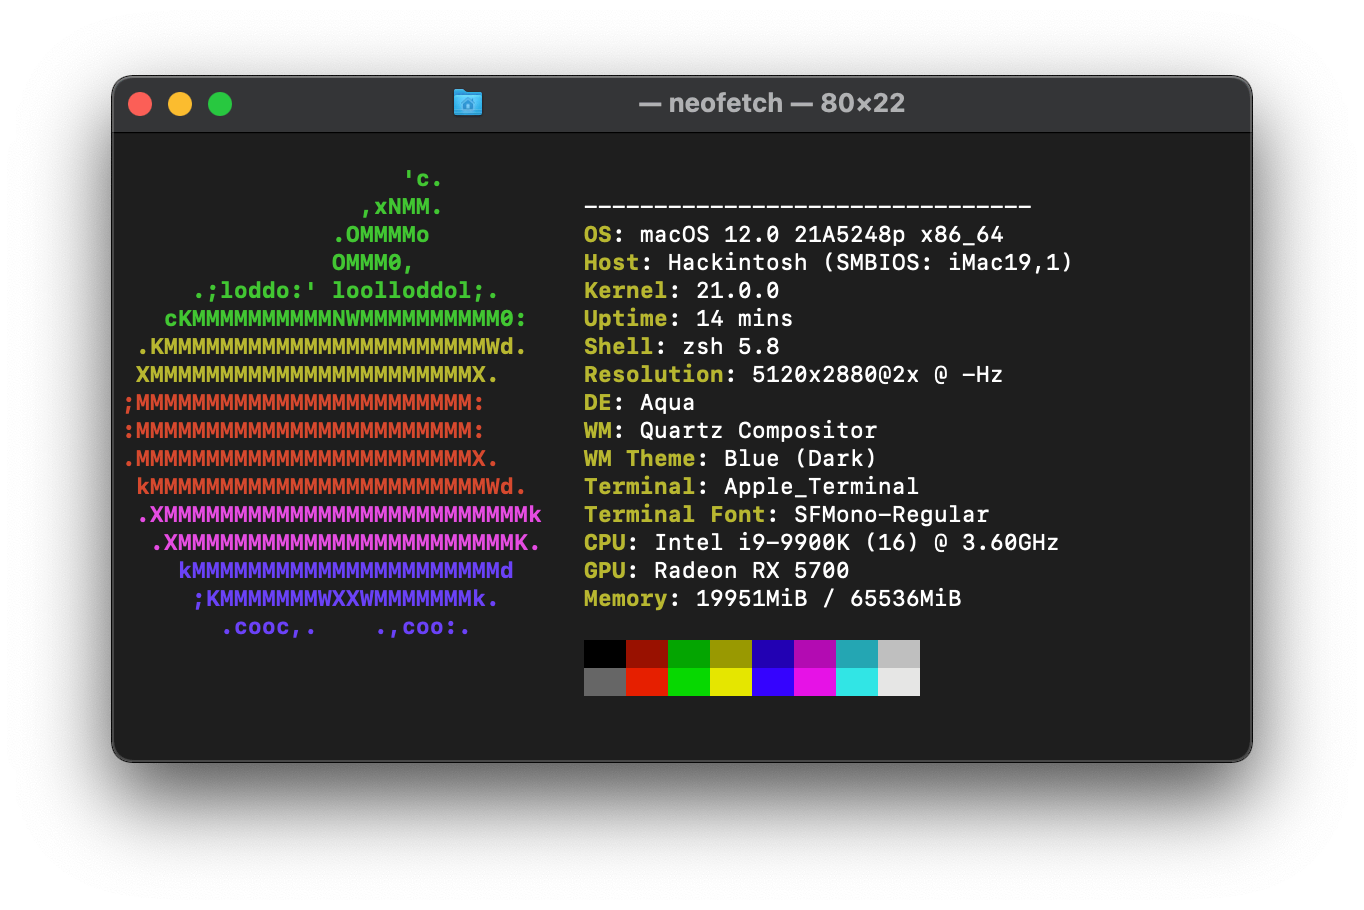 — neofetch — 80×22
'c.
,xNMM.
--------------------------------
.OMMMMo
OS: macOS 12.0 21A5248p x86_64
OMMM0,
Host: Hackintosh (SMBIOS: iMac19,1)
.;loddo:' loolloddol;.
Kernel: 21.0.0
cKMMMMMMMMMMNWMMMMMMMMMM0:
Uptime: 14 mins
.KMMMMMMMMMMMMMMMMMMMMMMMWd.
Shell: zsh 5.8
XMMMMMMMMMMMMMMMMMMMMMMMX.
Resolution: 5120x2880@2x @ -Hz
;MMMMMMMMMMMMMMMMMMMMMMMM:
DE: Aqua
:MMMMMMMMMMMMMMMMMMMMMMMM:
WM: Quartz Compositor
.MMMMMMMMMMMMMMMMMMMMMMMMX.
WM Theme: Blue (Dark)
kMMMMMMMMMMMMMMMMMMMMMMMMWd.
Terminal: Apple_Terminal
.XMMMMMMMMMMMMMMMMMMMMMMMMMMk
Terminal Font: SFMono-Regular
.XMMMMMMMMMMMMMMMMMMMMMMMMK.
CPU: Intel i9-9900K (16) @ 3.60GHz
kMMMMMMMMMMMMMMMMMMMMMMd
GPU: Radeon RX 5700
;KMMMMMMMWXXWMMMMMMMk.
Memory: 19951MiB / 65536MiB
.cooc,.    .,coo:.